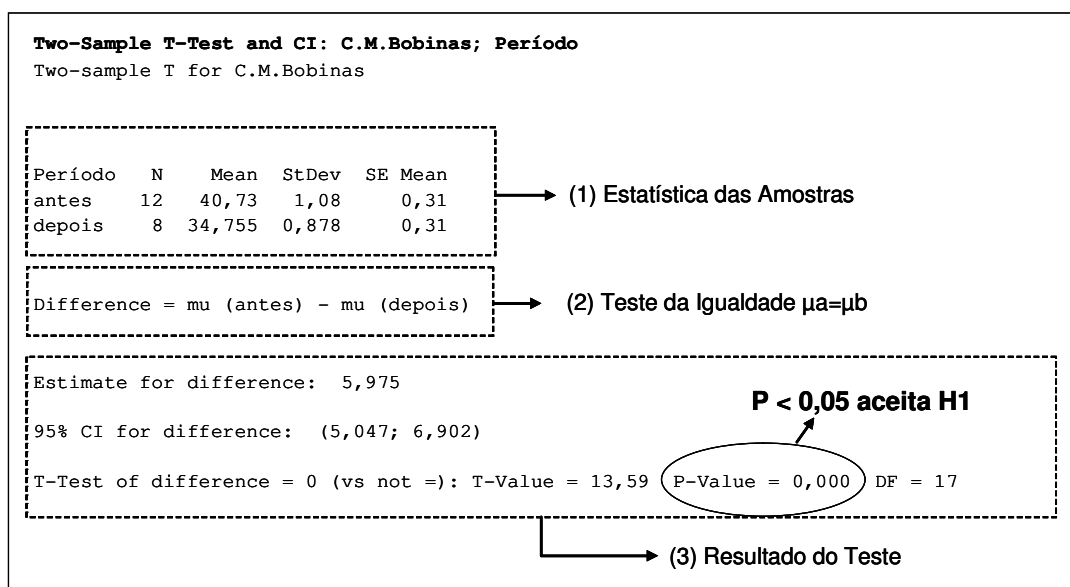 Two-Sample T-Test and CI: C.M.Bobinas; Período
Two-sample T for C.M.Bobinas
Período N Mean StDev SE Mean
antes 12 40,73 1,08 0,31
depois 8 34,755 0,878 0,31
(1) Estatística das Amostras
Difference = mu (antes) - mu (depois)
(2) Teste da Igualdade µa=µb
Estimate for difference: 5,975
P < 0,05 aceita H1
95% CI for difference: (5,047; 6,902)
T-Test of difference = 0 (vs not =): T-Value = 13,59 P-Value = 0,000 DF = 17
(3) Resultado do Teste